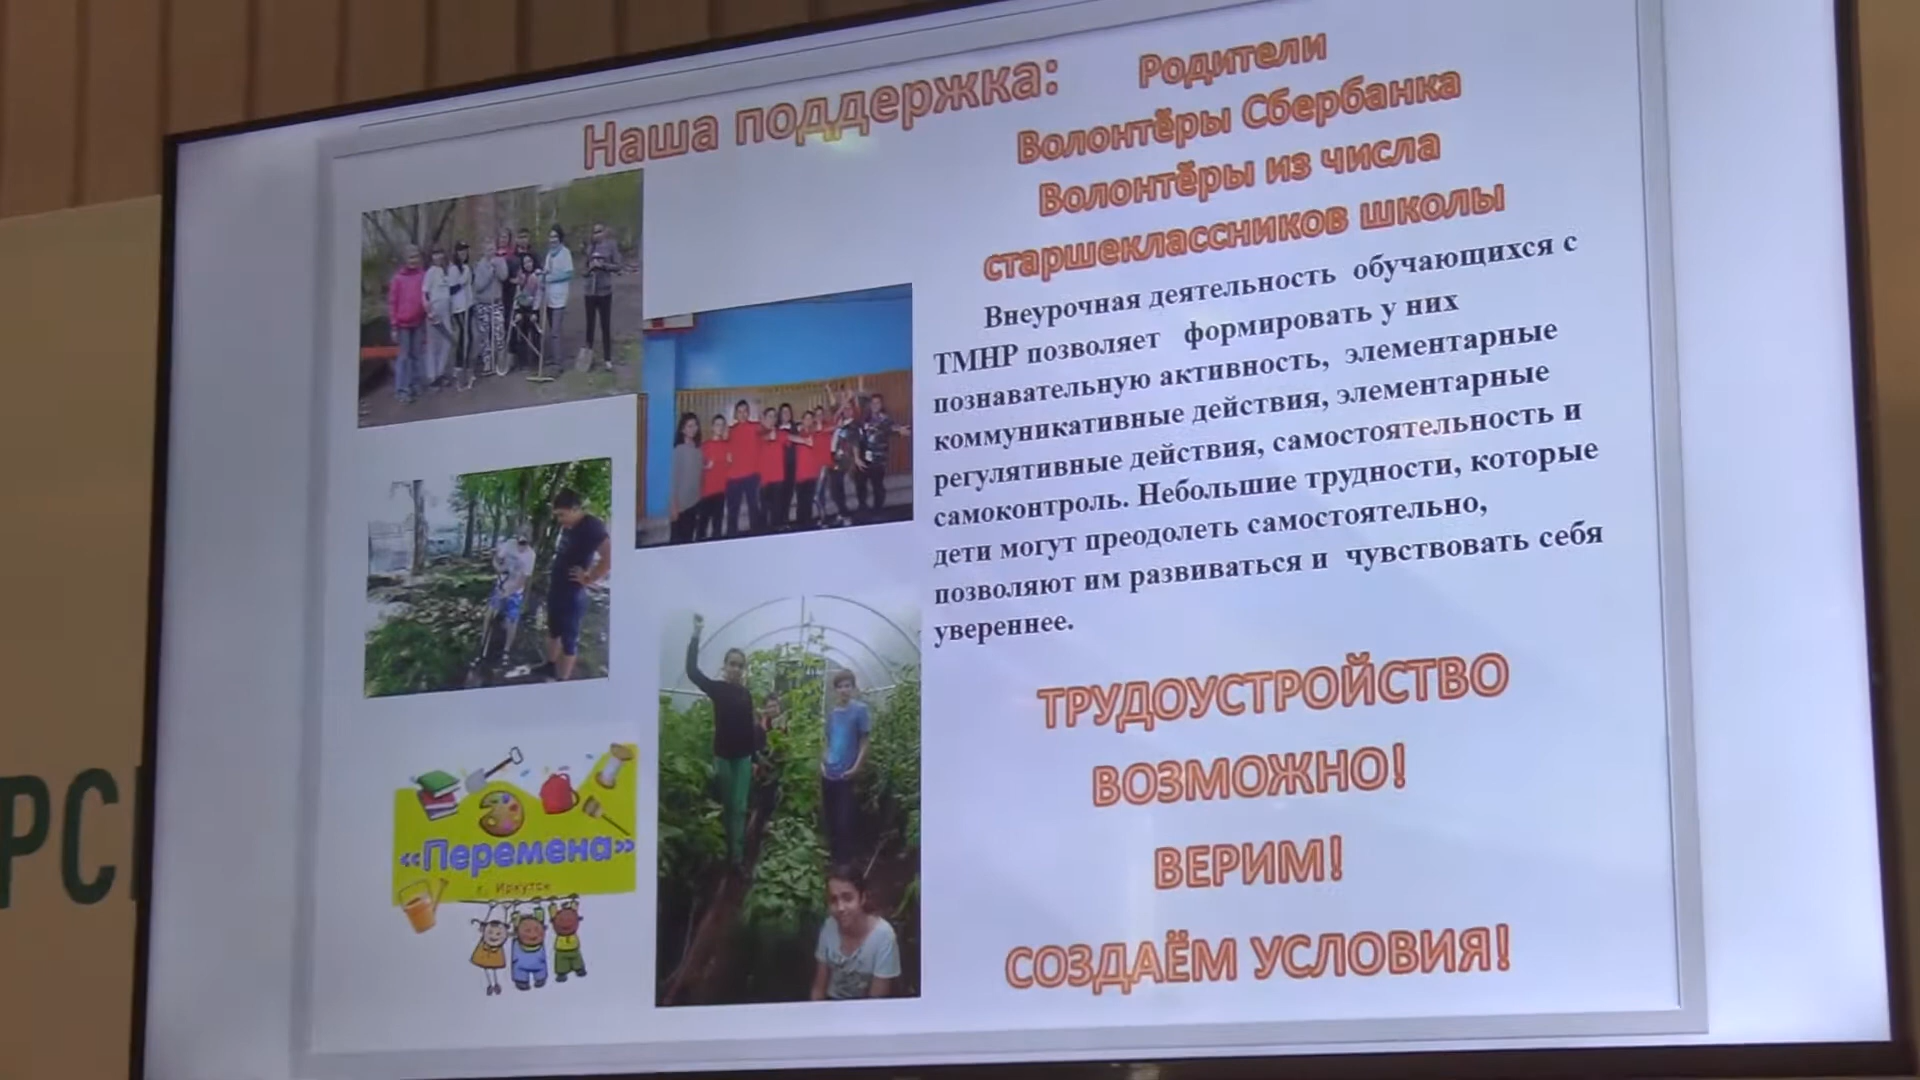 Наша поддержка:
Родители
Волонтёры Сбербанка
Волонтёры из числа
старшеклассников школы
Внеурочная деятельность обучающихся с
ТМНР позволяет формировать у них
познавательную активность, элементарные
коммуникативные действия, элементарные
регулятивные действия, самостоятельность и
самоконтроль. Небольшие трудности, которые
дети могут преодолеть самостоятельно,
позволяют им развиваться и чувствовать себя
увереннее.
ТРУДОУСТРОЙСТВО
ВОЗМОЖНО!
ВЕРИМ!
СОЗДАЁМ УСЛОВИЯ!
«Перемена»
г. Иркутск
РС